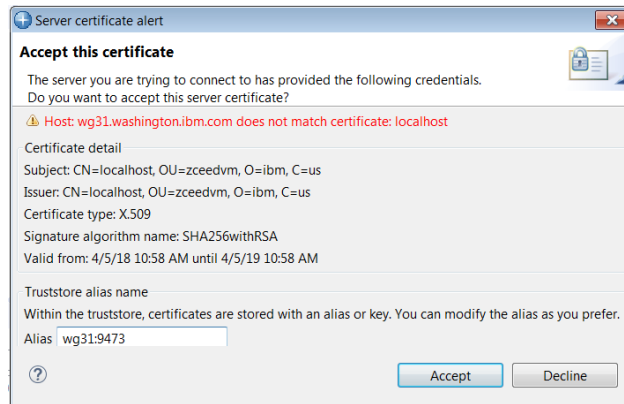 Server certificate alert
Accept this certificate
The server you are trying to connect to has provided the following credentials.
Do you want to accept this server certificate?
Host: wg31.washington.ibm.com does not match certificate: localhost
Certificate detail
Subject: CN=localhost, OU=zceedvm, O=ibm, C=us
Issuer: CN=localhost, OU=zceedvm, O=ibm, C=us
Certificate type: X.509
Signature algorithm name: SHA256withRSA
Valid from: 4/5/18 10:58 AM until 4/5/19 10:58 AM
Truststore alias name
Within the truststore, certificates are stored with an alias or key. You can modify the alias as you prefer.
Alias wg31:9473
? Accept Decline